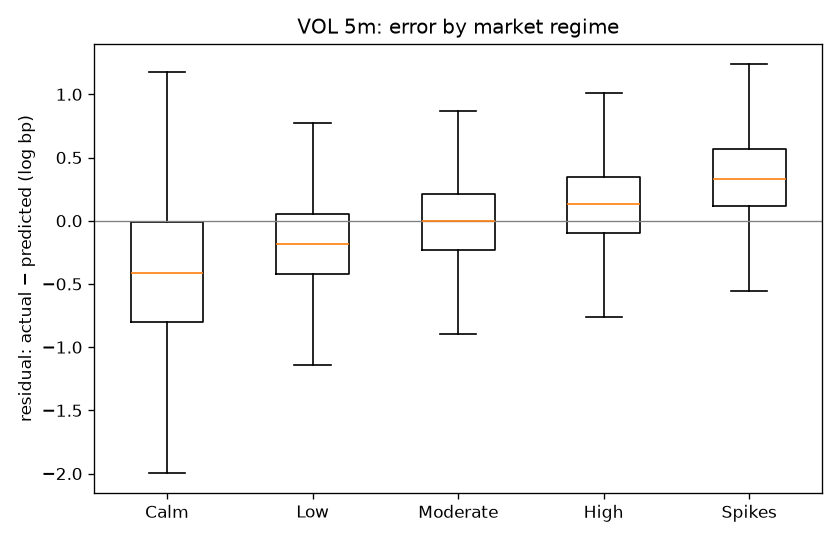 VOL 5m: error by market regime
residual: actual − predicted (log bp)
1.0
0.5
0.0
−0.5
−1.0
−1.5
−2.0
Calm Low Moderate High Spikes